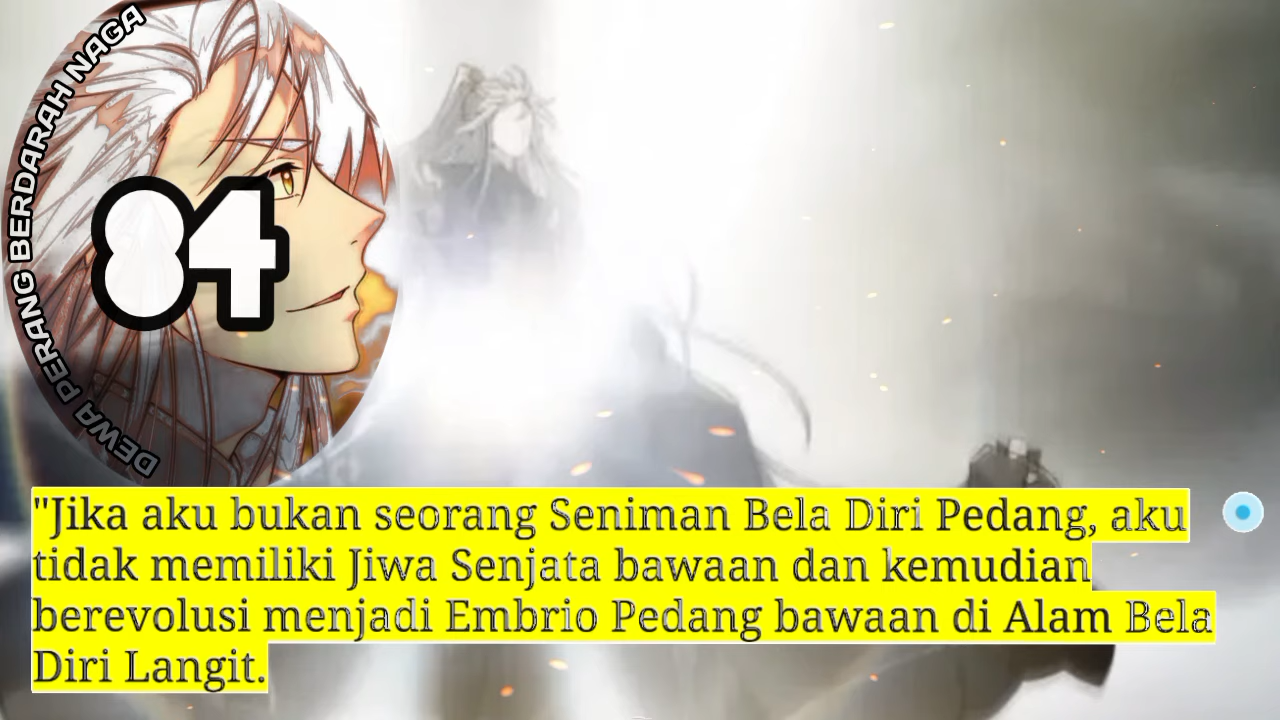 DEWA PERANG BERDARAH NAGA
84
"Jika aku bukan seorang Seniman Bela Diri Pedang, aku
tidak memiliki Jiwa Senjata bawaan dan kemudian
berevolusi menjadi Embrio Pedang bawaan di Alam Bela
Diri Langit.